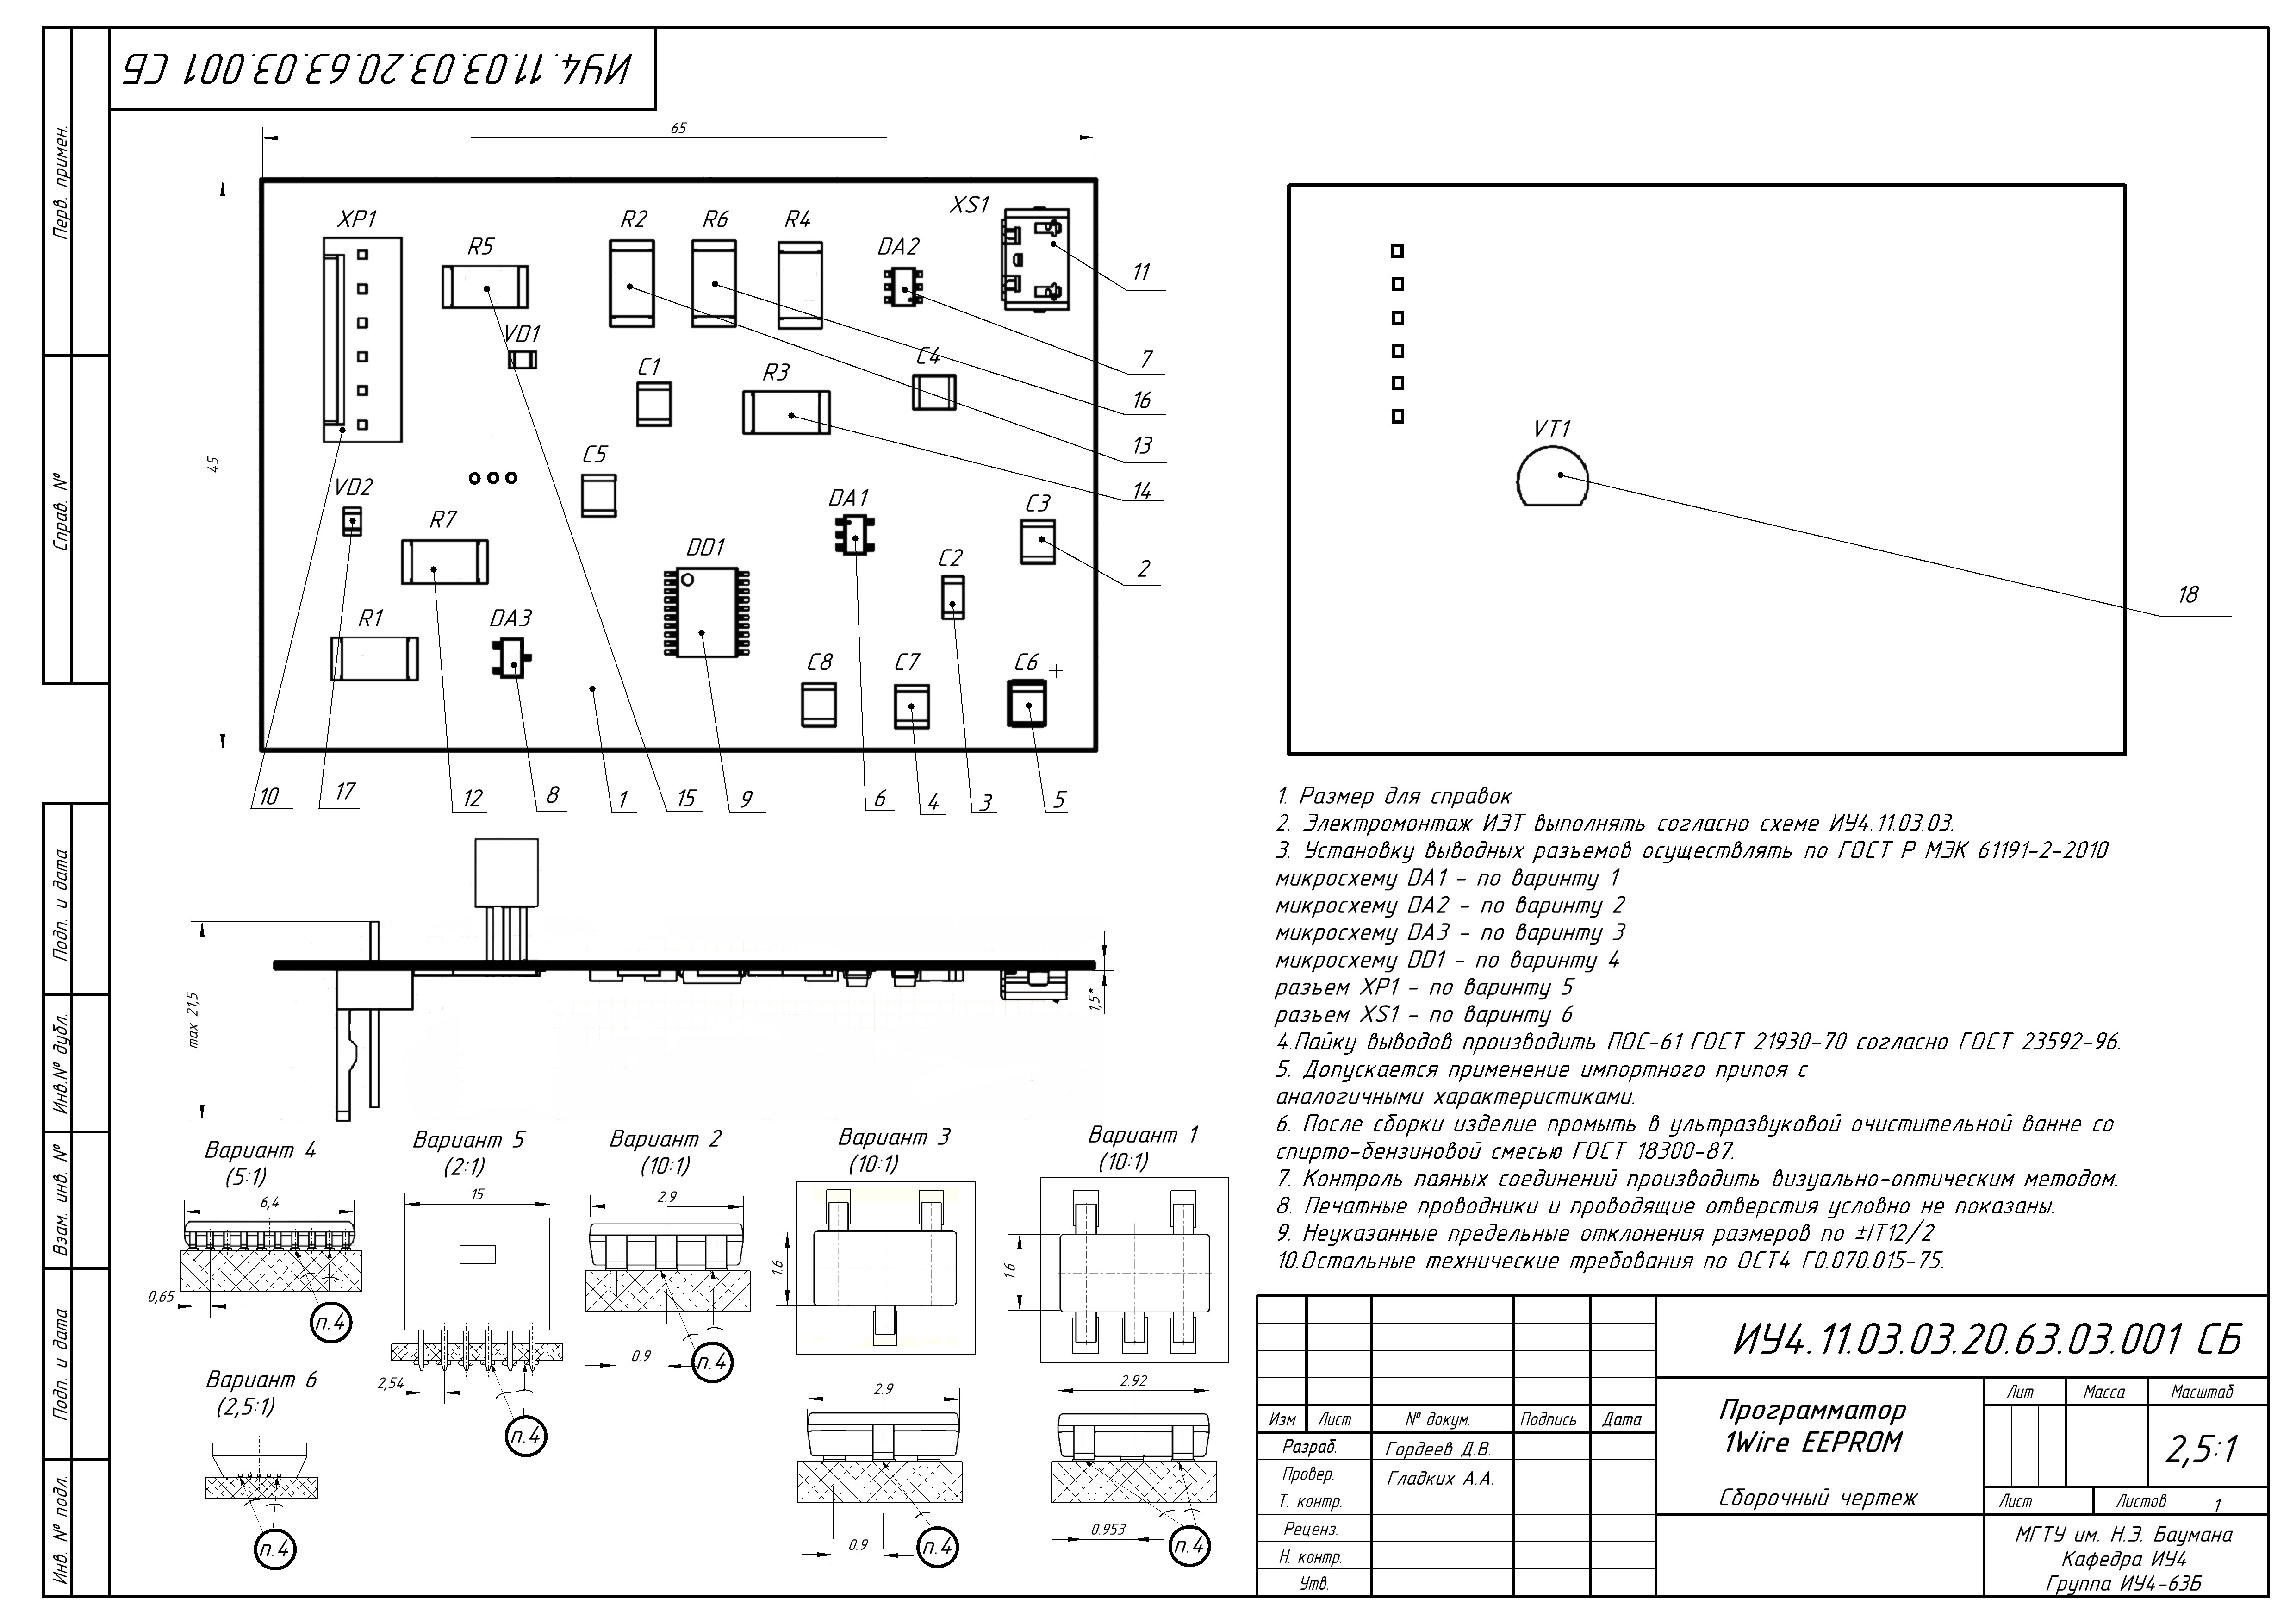 ИУ4.11.03.03.20.63.03.001 СБ
Перв. примен.
Справ. №
Подп. и дата
Инв.№ дубл.
Взам. инв. №
Подп. и дата
Инв. № подл.
65
45
XP1
R5
R2
R6
R4
DA2
XS1
VD1
C1
R3
C4
C5
VD2
R7
DA1
C3
DD1
C2
R1
DA3
C8
C7
C6
+
11
7
16
13
14
2
10
17
12
8
1
15
9
6
4
3
5
VT1
18
max 21,5
1,5*
1. Размер для справок
2. Электромонтаж ИЭТ выполнять согласно схеме ИУ4.11.03.03.
3. Установку выводных разьемов осуществлять по ГОСТ Р МЭК 61191-2-2010
микросхему DA1 - по варинту 1
микросхему DA2 - по варинту 2
микросхему DA3 - по варинту 3
микросхему DD1 - по варинту 4
разьем XP1 - по варинту 5
разьем XS1 - по варинту 6
4.Пайку выводов производить ПОС-61 ГОСТ 21930-70 согласно ГОСТ 23592-96.
5. Допускается применение импортного припоя с
аналогичными характеристиками.
6. После сборки изделие промыть в ультразвуковой очистительной ванне со
спирто-бензиновой смесью ГОСТ 18300-87.
7. Контроль паяных соединений производить визуально-оптическим методом.
8. Печатные проводники и проводящие отверстия условно не показаны.
9. Неуказанные предельные отклонения размеров по ±IT12/2
10.Остальные технические требования по ОСТ4 Г0.070.015-75.
Вариант 4
(5:1)
6,4
0,65
п.4
Вариант 5
(2:1)
15
2,54
п.4
Вариант 2
(10:1)
2.9
0.9
п.4
Вариант 3
(10:1)
1.6
2.9
0.9
п.4
Вариант 1
(10:1)
1.6
2.92
0.953
п.4
Вариант 6
(2,5:1)
п.4
ИУ4.11.03.03.20.63.03.001 СБ
Программатор
1Wire EEPROM
Сборочный чертеж
Лит Масса Масштаб
2,5:1
Лист Листов 1
МГТУ им. Н.Э. Баумана
Кафедра ИУ4
Группа ИУ4-63Б
Изм Лист № докум. Подпись Дата
Разраб. Гордеев Д.В.
Провер. Гладких А.А.
Т. контр.
Реценз.
Н. контр.
Утв.